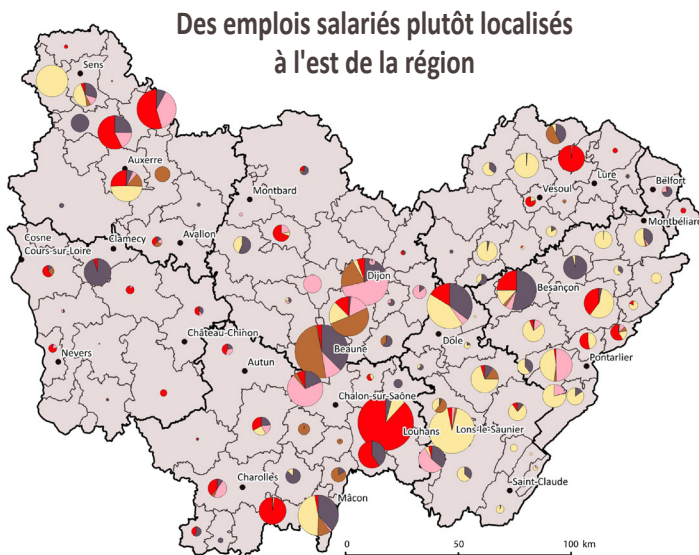 Des emplois salariés plutôt localisés
à l'est de la région
Sens
Auxerre
Montbard
Vesoul
Lure
Belfort
Montbéliard
Cosne
Cours-sur-Loire
Clamecy
Avallon
Dijon
Besançon
Château-Chinon
Beaune
Dôle
Nevers
Autun
Pontarlier
Chalon-sur-Saône
Louhans
Lons-le-Saunier
Charolles
Saint-Claude
Mâcon
0 50 100 km